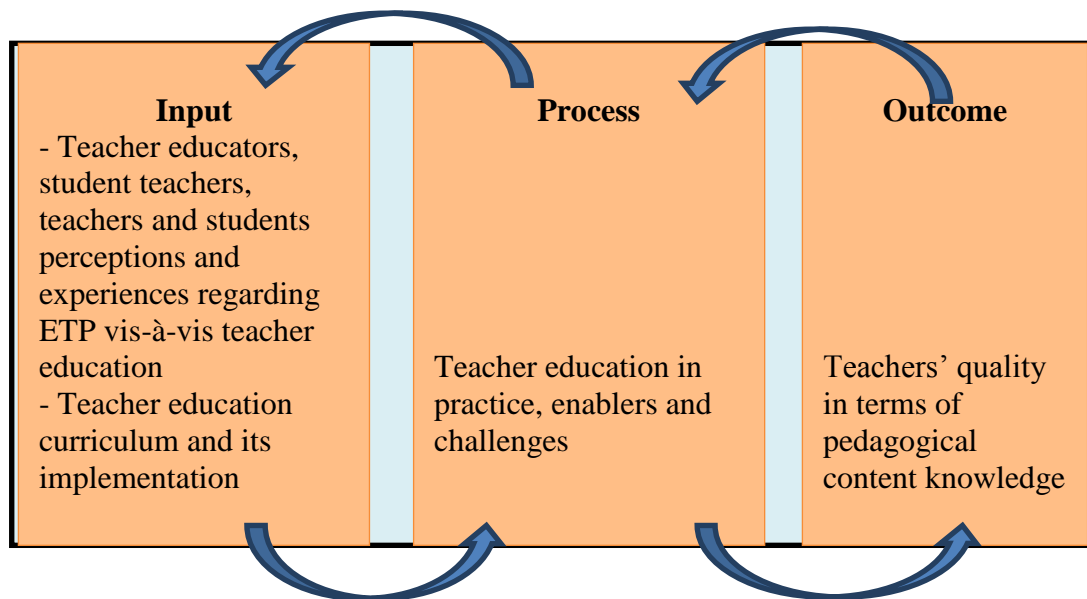 Input
- Teacher educators,
student teachers,
teachers and students
perceptions and
experiences regarding
ETP vis-à-vis teacher
education
- Teacher education
curriculum and its
implementation
Process
Teacher education in
practice, enablers and
challenges
Outcome
Teachers’ quality
in terms of
pedagogical
content knowledge